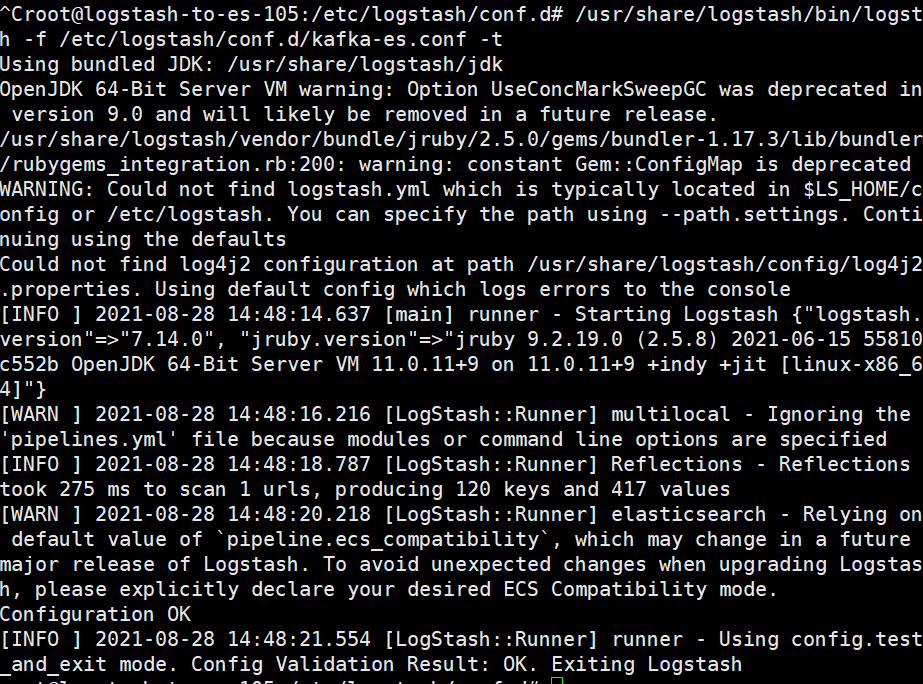 ^Croot@logstash-to-es-105:/etc/logstash/conf.d# /usr/share/logstash/bin/logst
h -f /etc/logstash/conf.d/kafka-es.conf -t
Using bundled JDK: /usr/share/logstash/jdk
OpenJDK 64-Bit Server VM warning: Option UseConcMarkSweepGC was deprecated in
 version 9.0 and will likely be removed in a future release.
/usr/share/logstash/vendor/bundle/jruby/2.5.0/gems/bundler-1.17.3/lib/bundler
/rubygems_integration.rb:200: warning: constant Gem::ConfigMap is deprecated
WARNING: Could not find logstash.yml which is typically located in $LS_HOME/c
onfig or /etc/logstash. You can specify the path using --path.settings. Conti
nuing using the defaults
Could not find log4j2 configuration at path /usr/share/logstash/config/log4j2
.properties. Using default config which logs errors to the console
[INFO ] 2021-08-28 14:48:14.637 [main] runner - Starting Logstash {"logstash.
version"=>"7.14.0", "jruby.version"=>"jruby 9.2.19.0 (2.5.8) 2021-06-15 55810
c552b OpenJDK 64-Bit Server VM 11.0.11+9 on 11.0.11+9 +indy +jit [linux-x86_6
4]"}
[WARN ] 2021-08-28 14:48:16.216 [LogStash::Runner] multilocal - Ignoring the
'pipelines.yml' file because modules or command line options are specified
[INFO ] 2021-08-28 14:48:18.787 [LogStash::Runner] Reflections - Reflections
took 275 ms to scan 1 urls, producing 120 keys and 417 values
[WARN ] 2021-08-28 14:48:20.218 [LogStash::Runner] elasticsearch - Relying on
 default value of `pipeline.ecs_compatibility`, which may change in a future
major release of Logstash. To avoid unexpected changes when upgrading Logstas
h, please explicitly declare your desired ECS Compatibility mode.
Configuration OK
[INFO ] 2021-08-28 14:48:21.554 [LogStash::Runner] runner - Using config.test
_and_exit mode. Config Validation Result: OK. Exiting Logstash